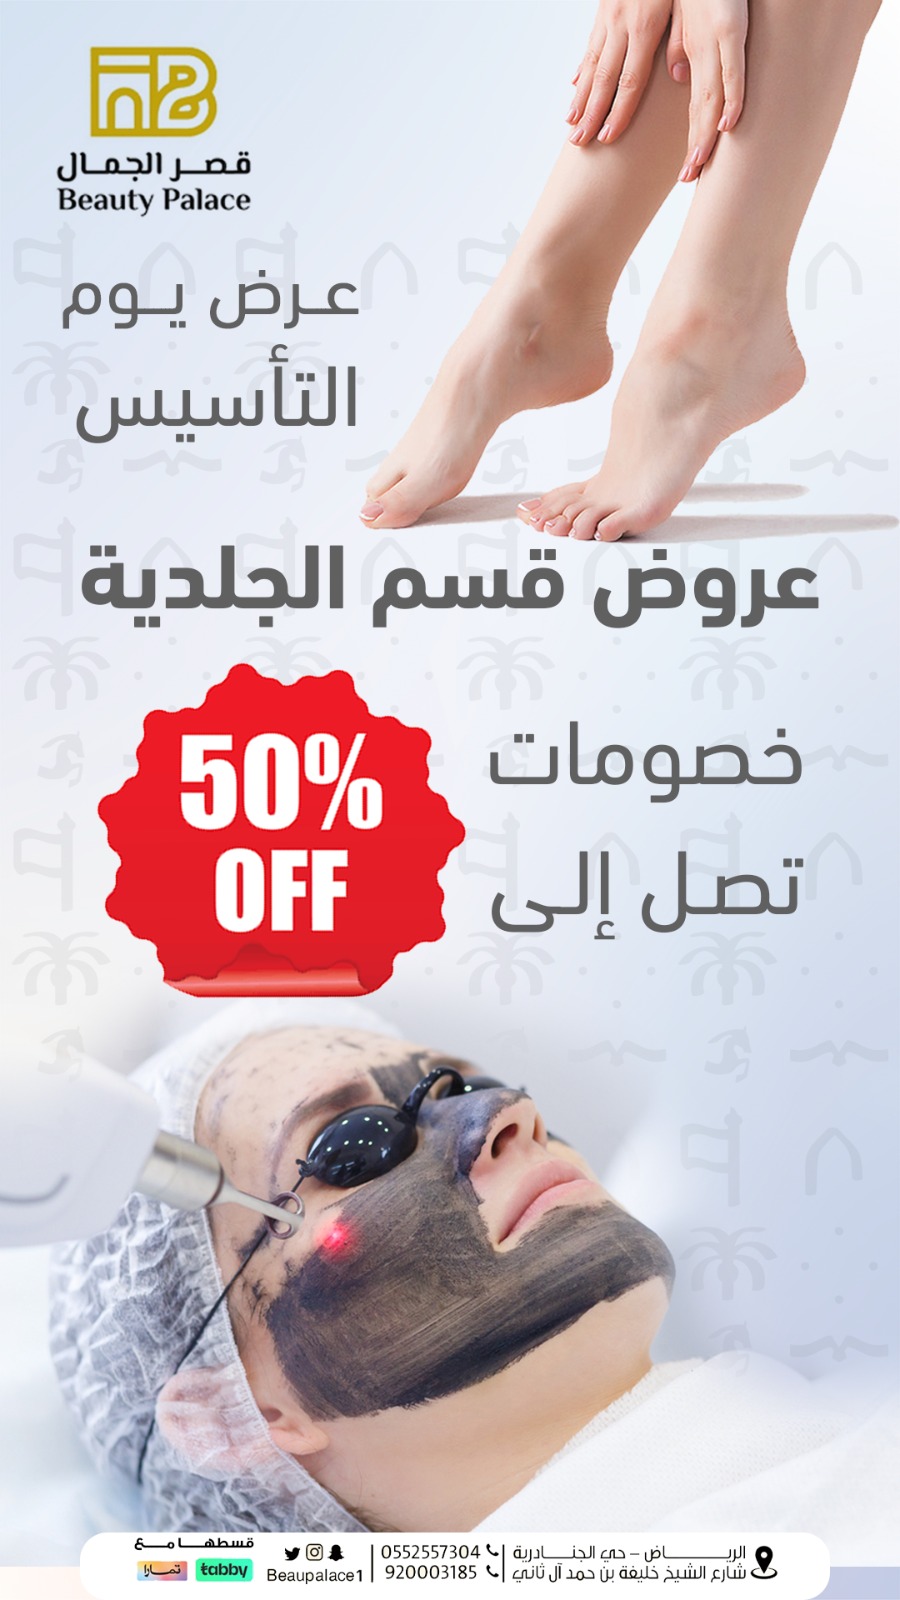 قصر الجمال
Beauty Palace
عرض يوم
التأسيس
عروض قسم الجلدية
خصومات
تصل إلى
50%
OFF
الرياض – حي الجنادرية
شارع الشيخ خليفة بن حمد آل ثاني
0552557304
920003185
Beaupalace1
قسطها مع
tabby
تمارا